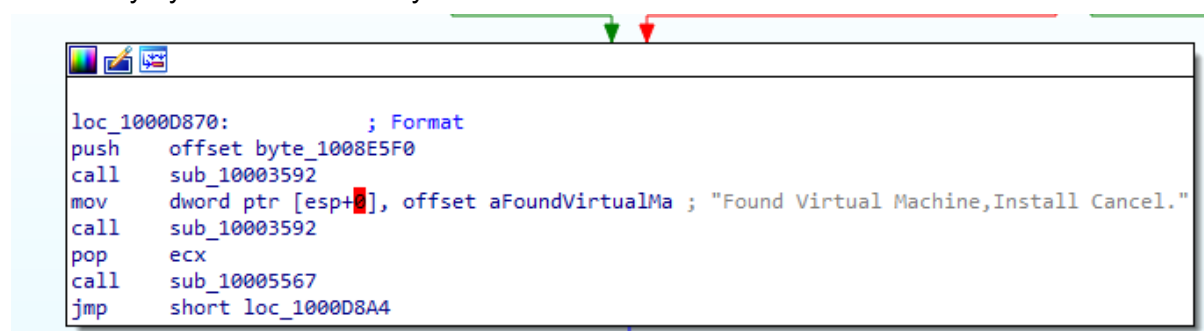 loc_1000D870: ; Format
push offset byte_1008E5F0
call sub_10003592
mov dword ptr [esp+0], offset aFoundVirtualMa ; "Found Virtual Machine,Install Cancel."
call sub_10003592
pop ecx
call sub_10005567
jmp short loc_1000D8A4